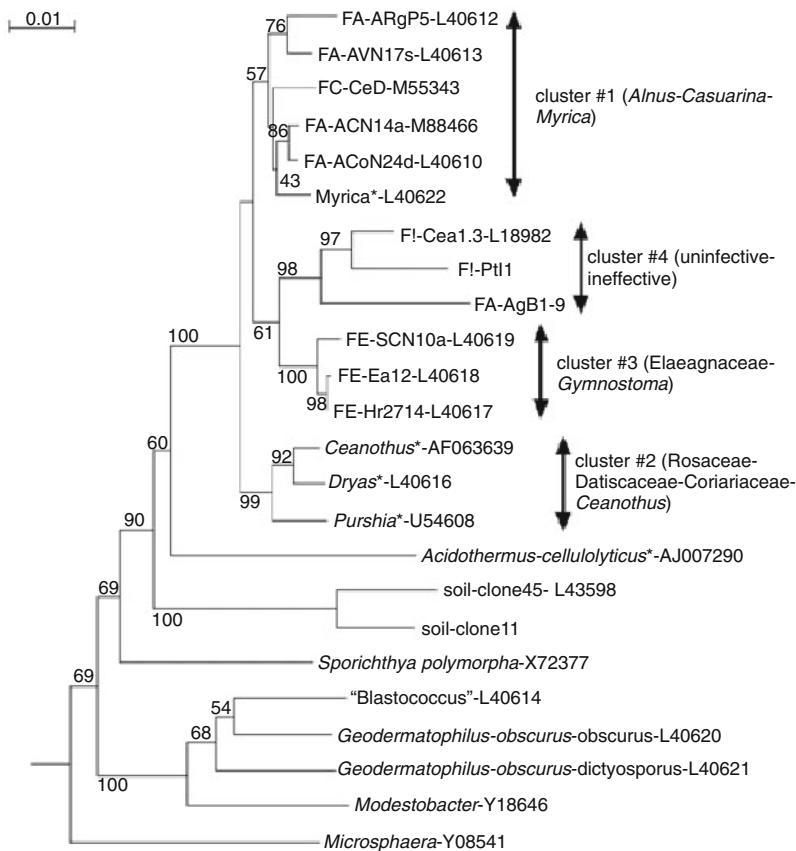 0.01
76
FA-ARgP5-L40612
FA-AVN17s-L40613
57
FC-CeD-M55343
cluster #1 (Alnus-Casuarina-
Myrica)
86
FA-ACN14a-M88466
FA-ACoN24d-L40610
43
Myrica*-L40622
97
F!-Cea1.3-L18982
98
F!-PtI1
cluster #4 (uninfective-
ineffective)
FA-AgB1-9
61
100
FE-SCN10a-L40619
100
FE-Ea12-L40618
cluster #3 (Elaeagnaceae-
Gymnostoma)
98
FE-Hr2714-L40617
60
92
Ceanothus*-AF063639
Dryas*-L40616
cluster #2 (Rosaceae-
Datiscaceae-Coriariaceae-
Ceanothus)
99
Purshia*-U54608
90
Acidothermus-cellulolyticus*-AJ007290
69
soil-clone45- L43598
100
soil-clone11
69
Sporichthya polymorpha-X72377
54
“Blastococcus”-L40614
68
Geodermatophilus-obscurus-obscurus-L40620
Geodermatophilus-obscurus-dictyosporus-L40621
100
Modestobacter-Y18646
Microsphaera-Y08541